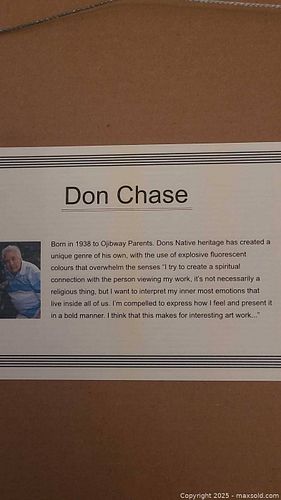 Don Chase
Born in 1938 to Ojibway Parents. Dons Native heritage has created a
unique genre of his own, with the use of explosive fluorescent
colours that overwhelm the senses "I try to create a spiritual
connection with the person viewing my work, it's not necessarily a
religious thing, but I want to interpret my inner most emotions that
live inside all of us. I'm compelled to express how I feel and present it
in a bold manner. I think that this makes for interesting art work..."
Copyright 2025 - maxsold.com